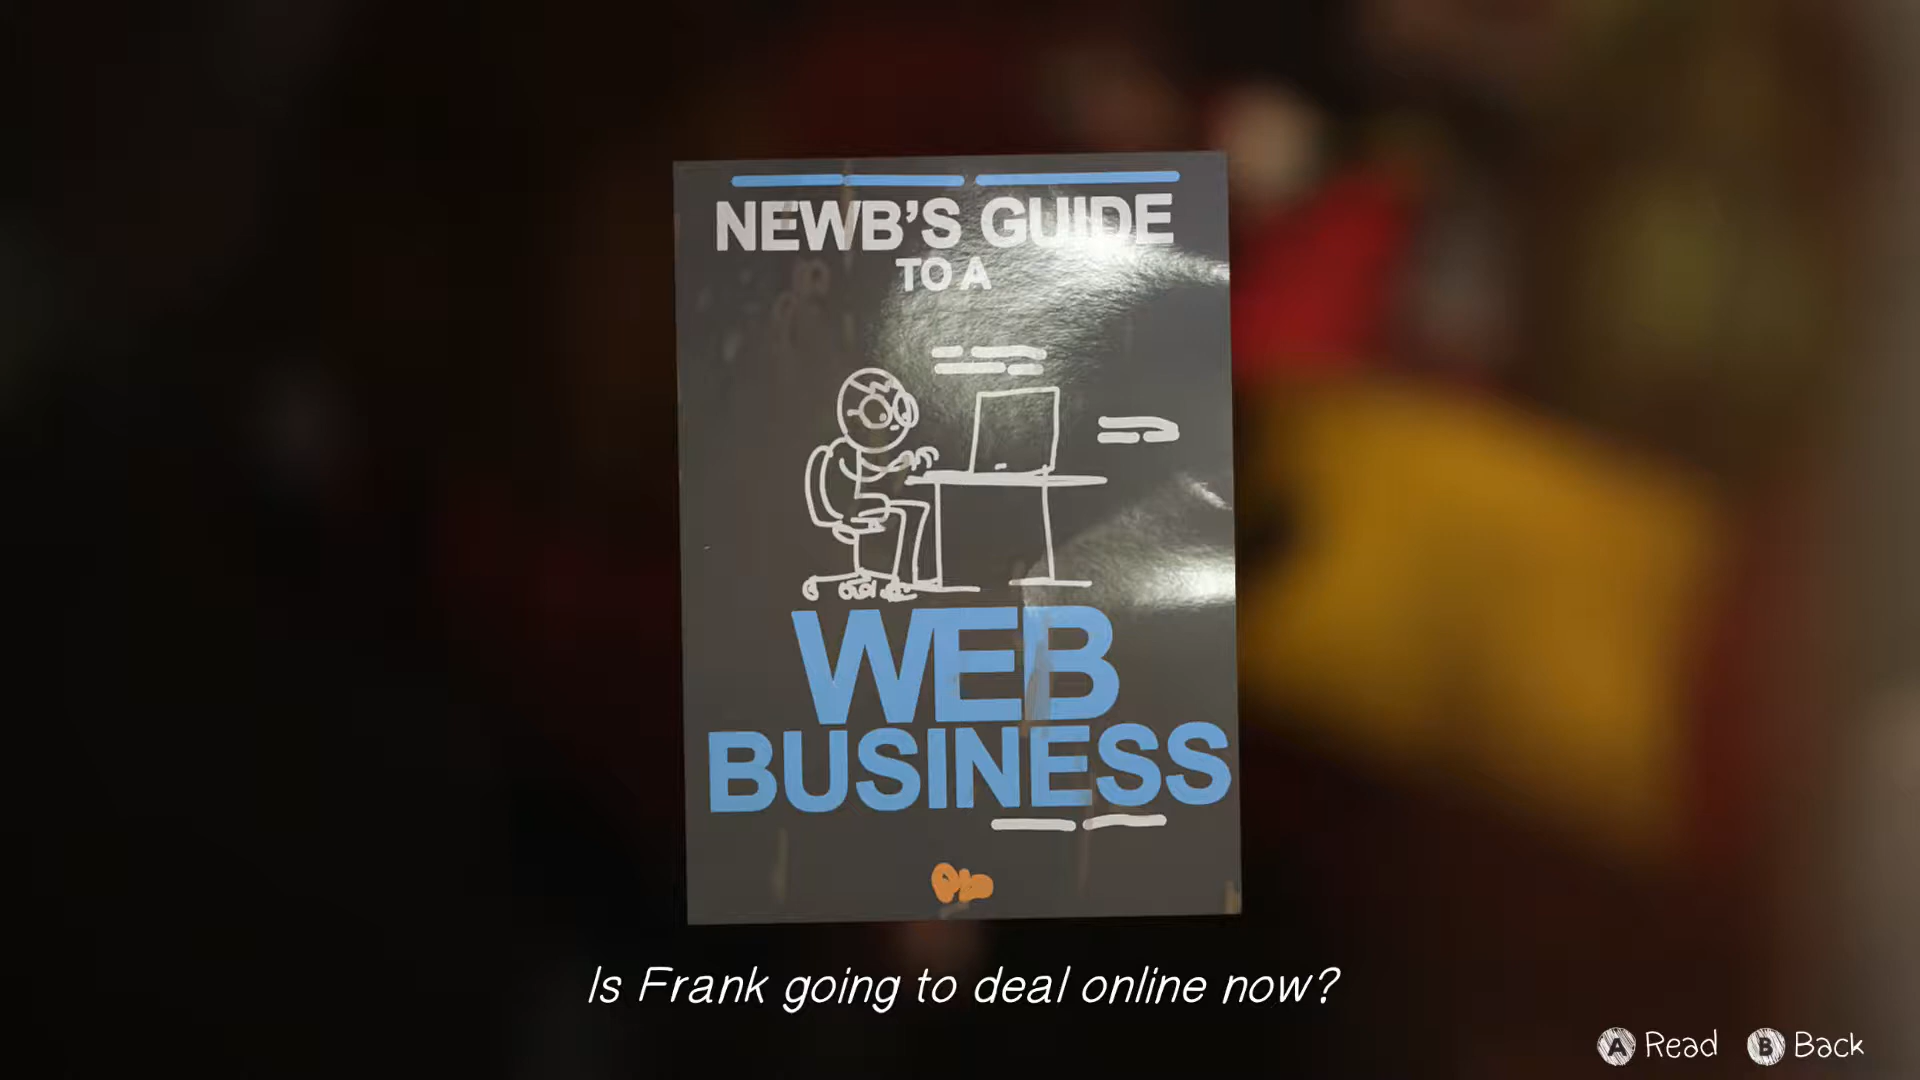 NEWB'S GUIDE
TO A
WEB
BUSINESS
Is Frank going to deal online now?
A Read B Back